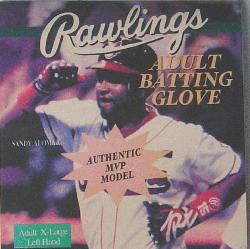 Rawlings
ADULT
BATTING
GLOVE
SANDY ALOMAR
AUTHENTIC
MVP
MODEL
Adult X-Large
Left Hand